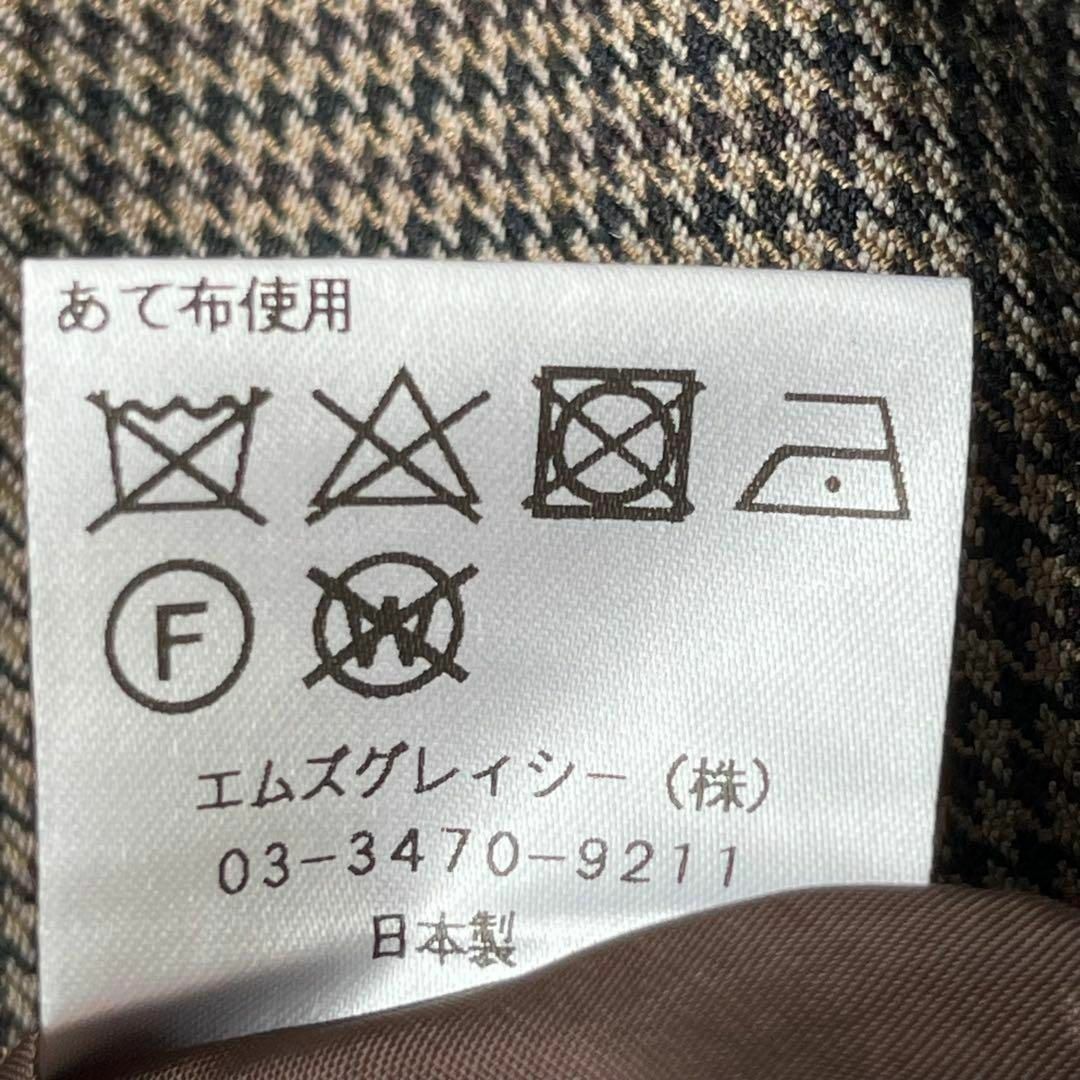 あて布使用
F W
エムズグレイシー（株）
03-3470-9211
日本製